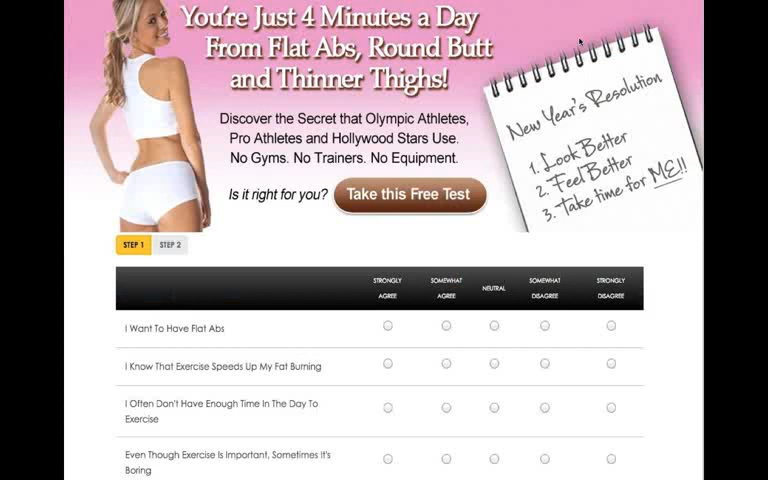 You're Just 4 Minutes a Day
From Flat Abs, Round Butt
and Thinner Thighs!
Discover the Secret that Olympic Athletes,
Pro Athletes and Hollywood Stars Use.
No Gyms. No Trainers. No Equipment.
Is it right for you? Take this Free Test
New Year's Resolution
1. Look Better
2. Feel Better
3. Take time for ME!!
STEP 1 STEP 2
STRONGLY AGREE SOMEWHAT AGREE NEUTRAL SOMEWHAT DISAGREE STRONGLY DISAGREE
I Want To Have Flat Abs
I Know That Exercise Speeds Up My Fat Burning
I Often Don't Have Enough Time In The Day To
Exercise
Even Though Exercise Is Important, Sometimes It's
Boring